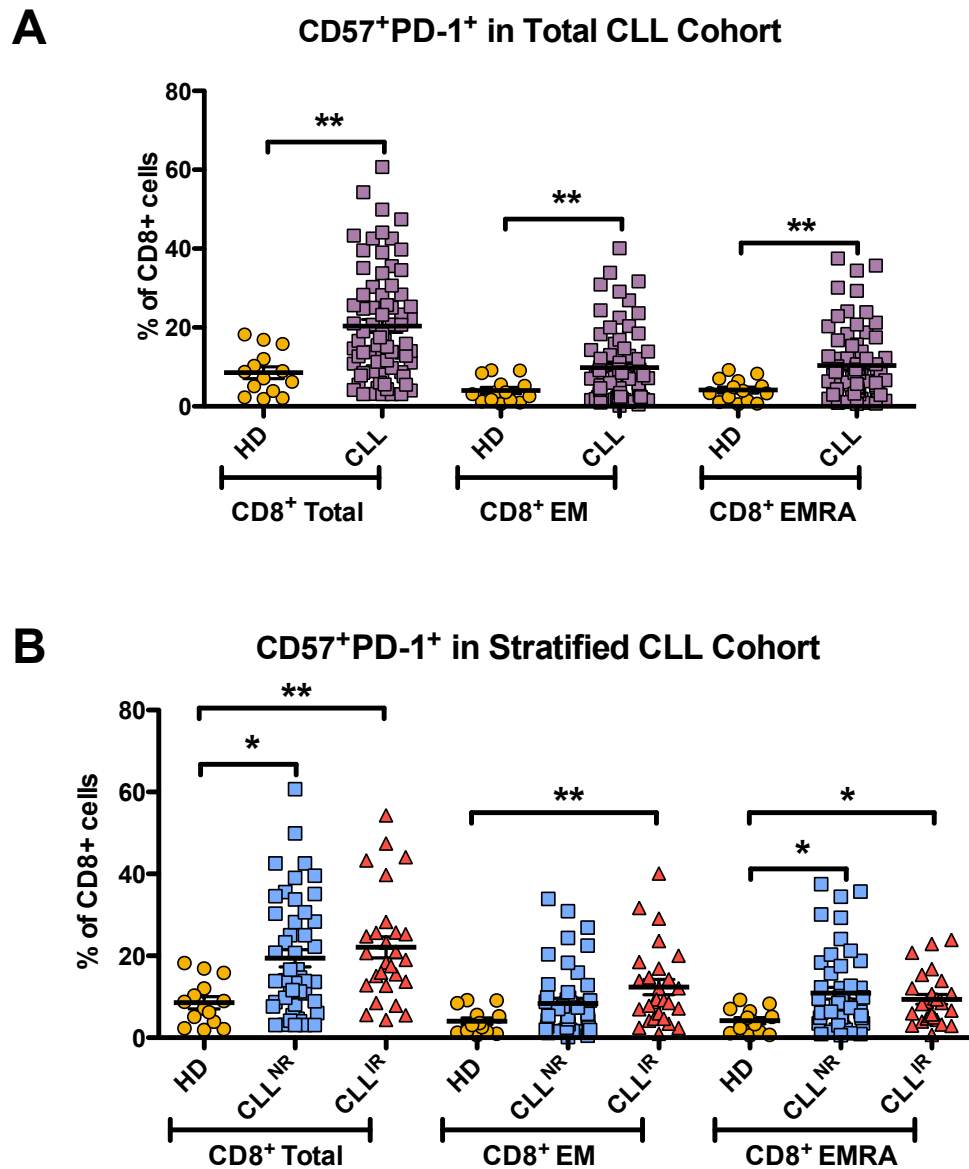 A
CD57⁺PD-1⁺ in Total CLL Cohort
% of CD8+ cells
80
60
40
20
0
**
**
**
HD
CLL
HD
CLL
HD
CLL
CD8⁺ Total
CD8⁺ EM
CD8⁺ EMRA
B
CD57⁺PD-1⁺ in Stratified CLL Cohort
% of CD8+ cells
80
60
40
20
0
**
*
**
*
*
HD
CLL NR
CLL IR
HD
CLL NR
CLL IR
HD
CLL NR
CLL IR
CD8⁺ Total
CD8⁺ EM
CD8⁺ EMRA